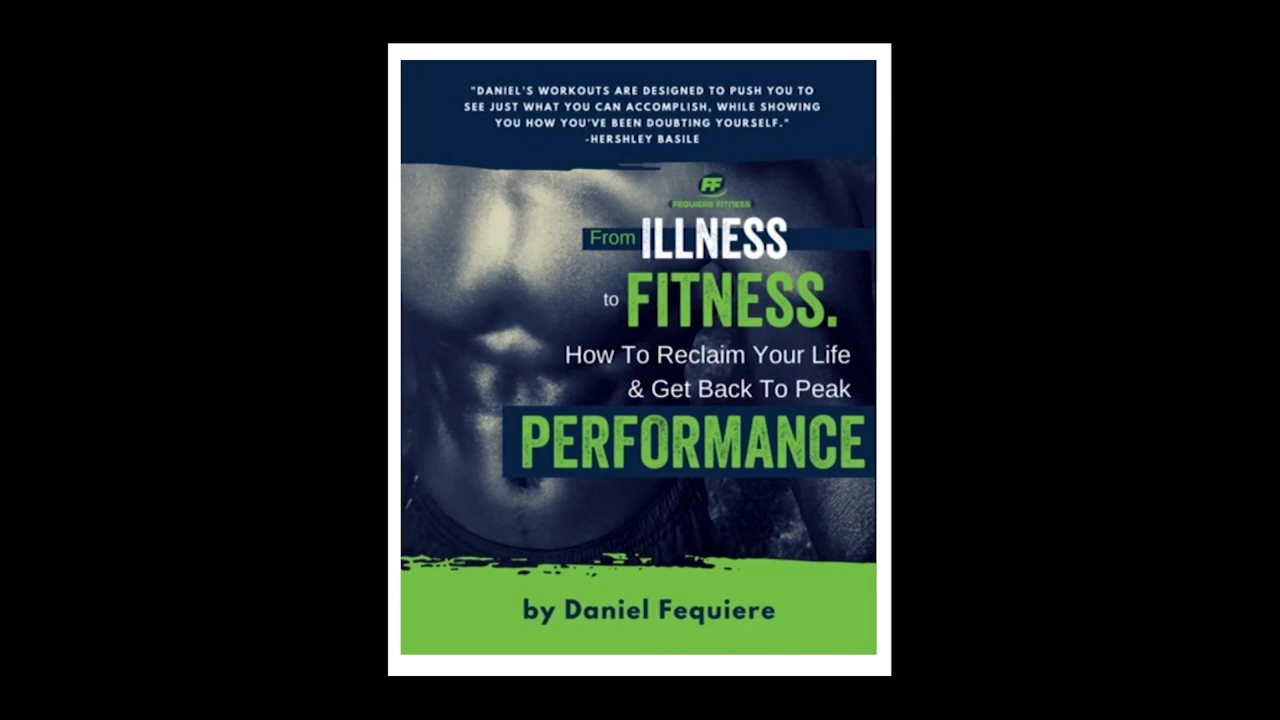 "DANIEL'S WORKOUTS ARE DESIGNED TO PUSH YOU TO
SEE JUST WHAT YOU CAN ACCOMPLISH, WHILE SHOWING
YOU HOW YOU'VE BEEN DOUBTING YOURSELF."
-HERSHLEY BASILE
FF
FEQUIERE FITNESS
From ILLNESS
to FITNESS.
How To Reclaim Your Life
& Get Back To Peak
PERFORMANCE
by Daniel Fequiere